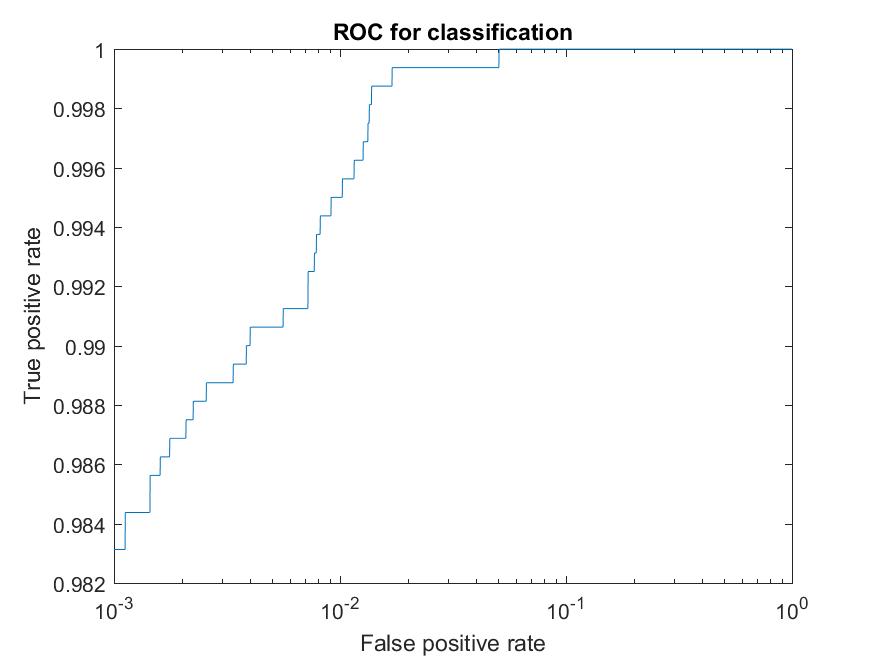 ROC for classification
1
0.998
0.996
0.994
0.992
0.99
0.988
0.986
0.984
0.982
True positive rate
10-3 10-2 10-1 100
False positive rate